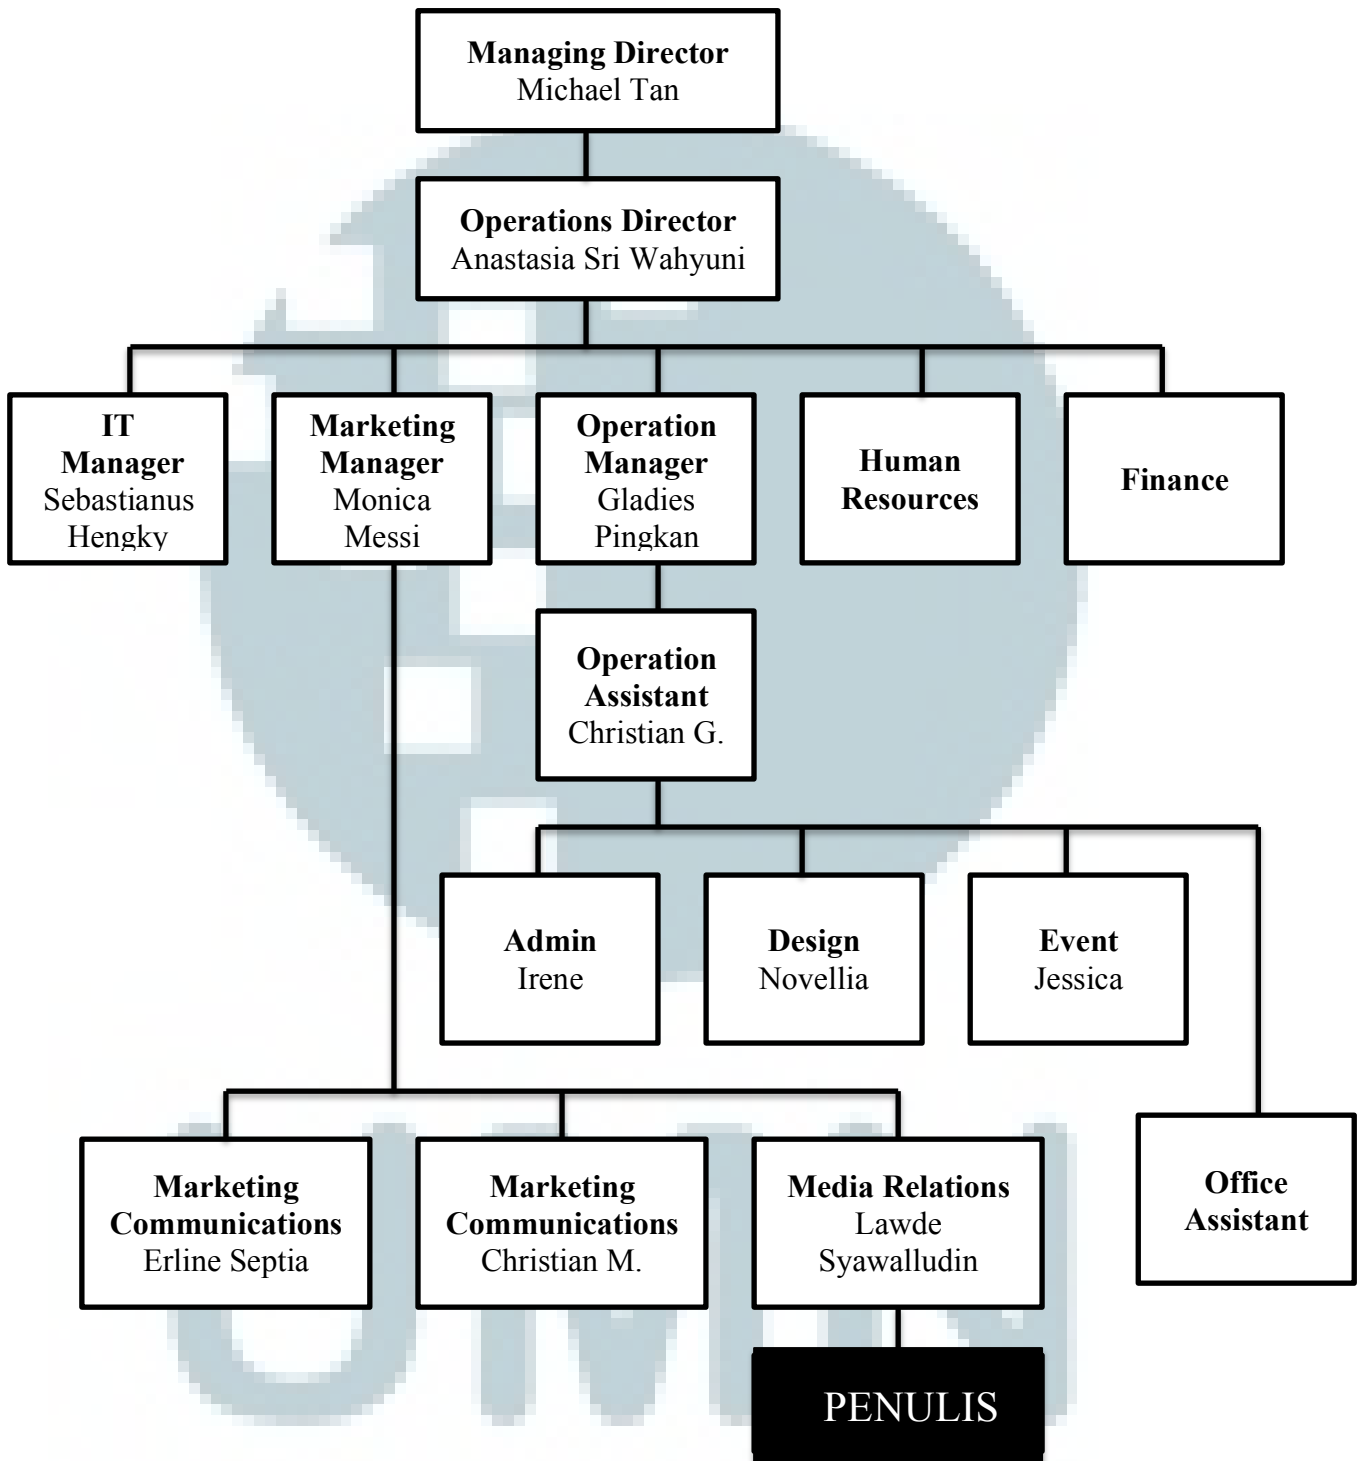 Managing Director
Michael Tan
Operations Director
Anastasia Sri Wahyuni
IT
Manager
Sebastianus
Hengky
Marketing
Manager
Monica
Messi
Operation
Manager
Gladies
Pingkan
Human
Resources
Finance
Operation
Assistant
Christian G.
Admin
Irene
Design
Novellia
Event
Jessica
Marketing
Communications
Erline Septia
Marketing
Communications
Christian M.
Media Relations
Lawde
Syawalludin
Office
Assistant
PENULIS
UMN